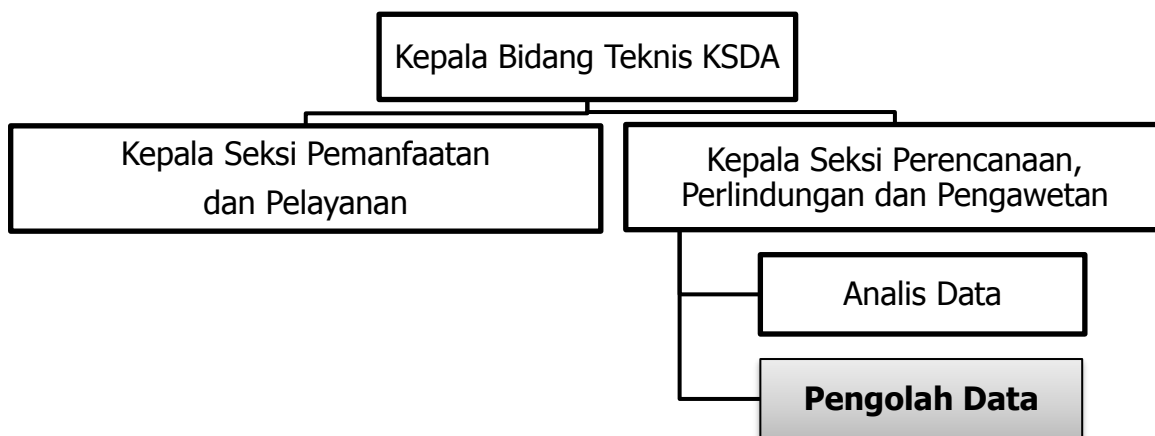 Kepala Bidang Teknis KSDA
Kepala Seksi Pemanfaatan
dan Pelayanan
Kepala Seksi Perencanaan,
Perlindungan dan Pengawetan
Analis Data
Pengolah Data